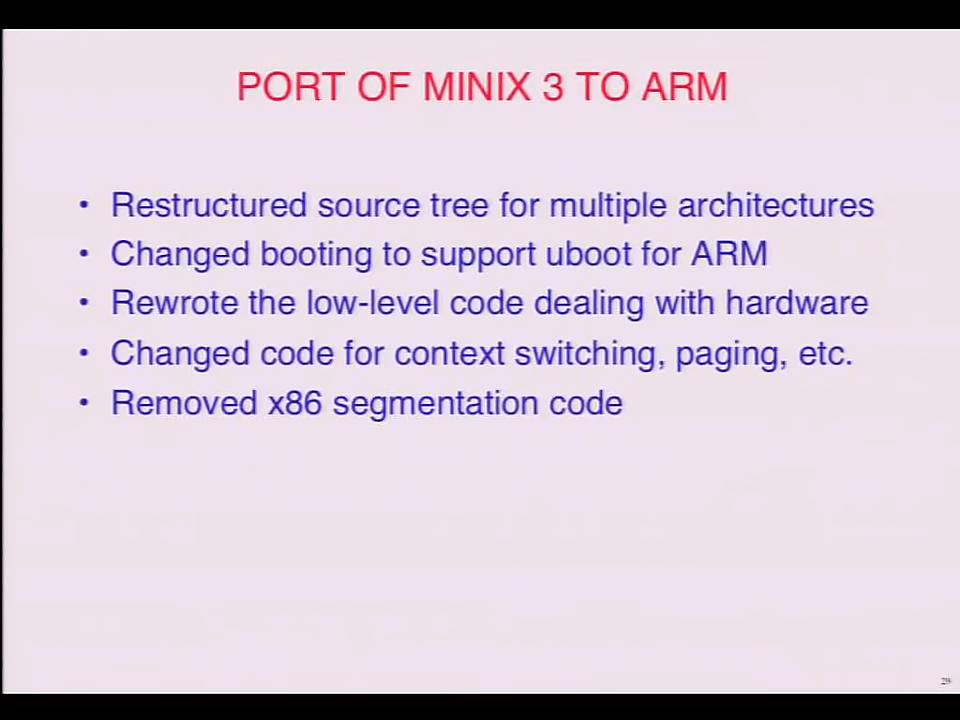 PORT OF MINIX 3 TO ARM
• Restructured source tree for multiple architectures
• Changed booting to support uboot for ARM
• Rewrote the low-level code dealing with hardware
• Changed code for context switching, paging, etc.
• Removed x86 segmentation code
29